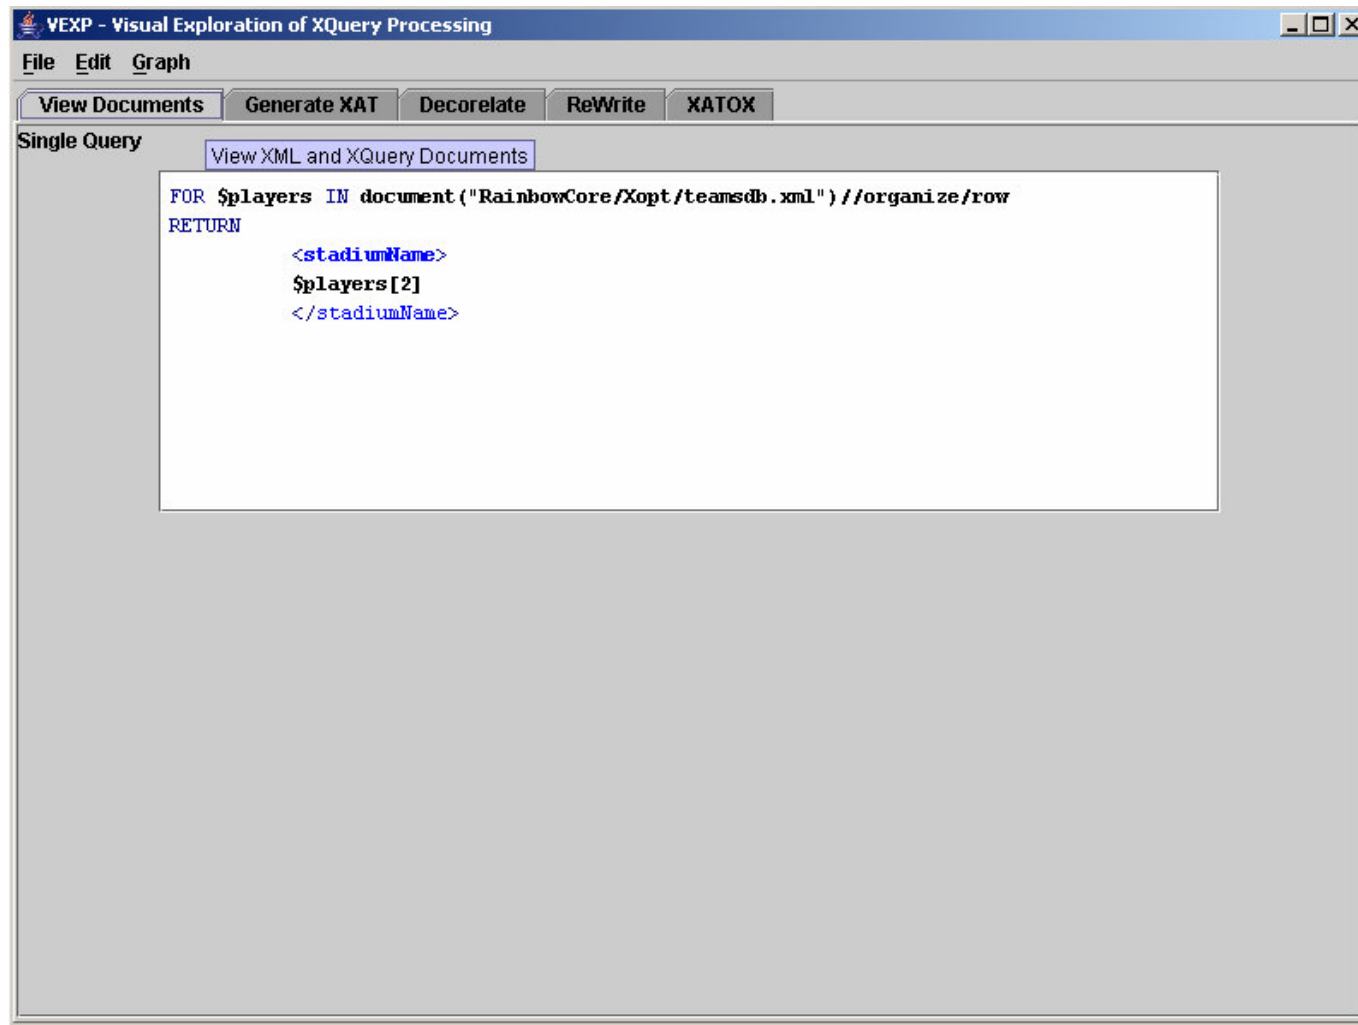 VEXP - Visual Exploration of XQuery Processing
File Edit Graph
View Documents Generate XAT Decorelate ReWrite XATOX
Single Query
View XML and XQuery Documents
FOR $players IN document("RainbowCore/Xopt/teamsdb.xml")//organize/row
RETURN
<stadiumName>
$players[2]
</stadiumName>